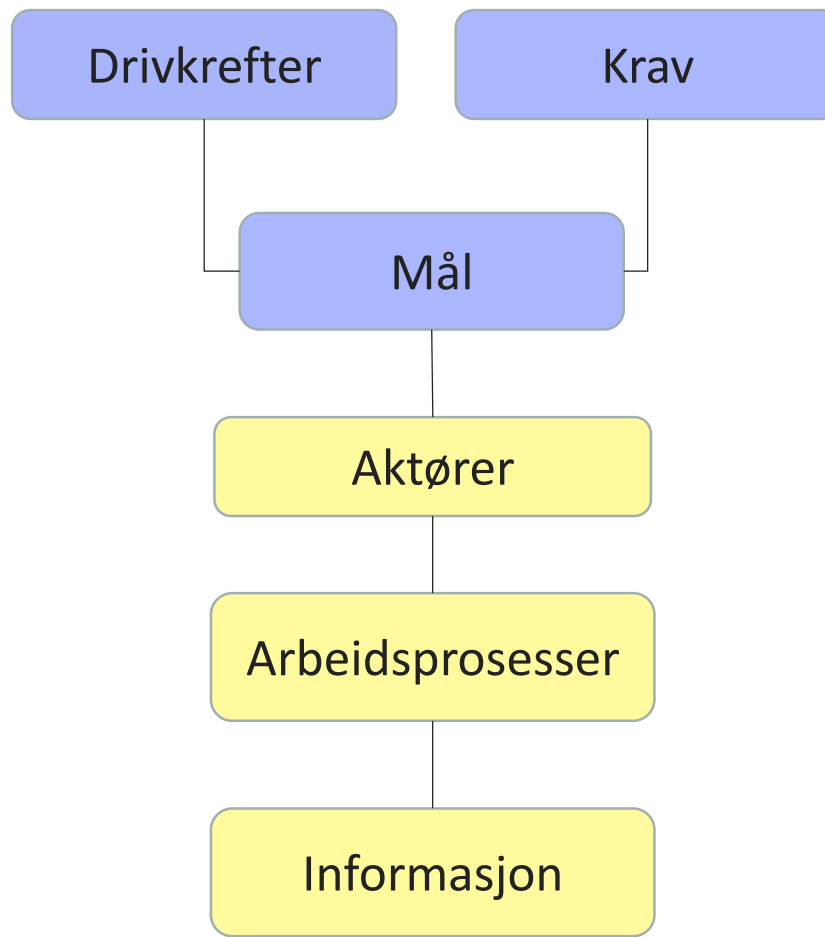 Drivkrefter
Krav
Mål
Aktører
Arbeidsprosesser
Informasjon